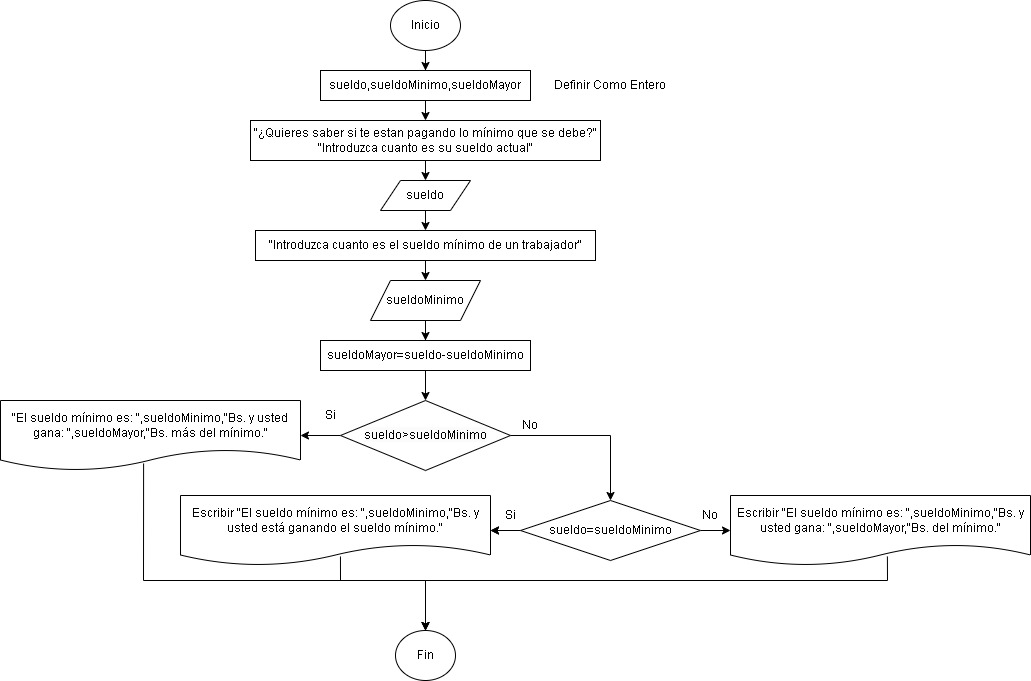 Inicio
sueldo,sueldoMinimo,sueldoMayor
Definir Como Entero
"¿Quieres saber si te estan pagando lo mínimo que se debe?"
"Introduzca cuanto es su sueldo actual"
sueldo
"Introduzca cuanto es el sueldo mínimo de un trabajador"
sueldoMinimo
sueldoMayor=sueldo-sueldoMinimo
Si
No
"El sueldo mínimo es: ",sueldoMinimo,"Bs. y usted
gana: ",sueldoMayor,"Bs. más del mínimo."
sueldo>sueldoMinimo
Escribir "El sueldo mínimo es: ",sueldoMinimo,"Bs. y
usted está ganando el sueldo mínimo."
Si
sueldo=sueldoMinimo
No
Escribir "El sueldo mínimo es: ",sueldoMinimo,"Bs. y
usted gana: ",sueldoMayor,"Bs. del mínimo."
Fin